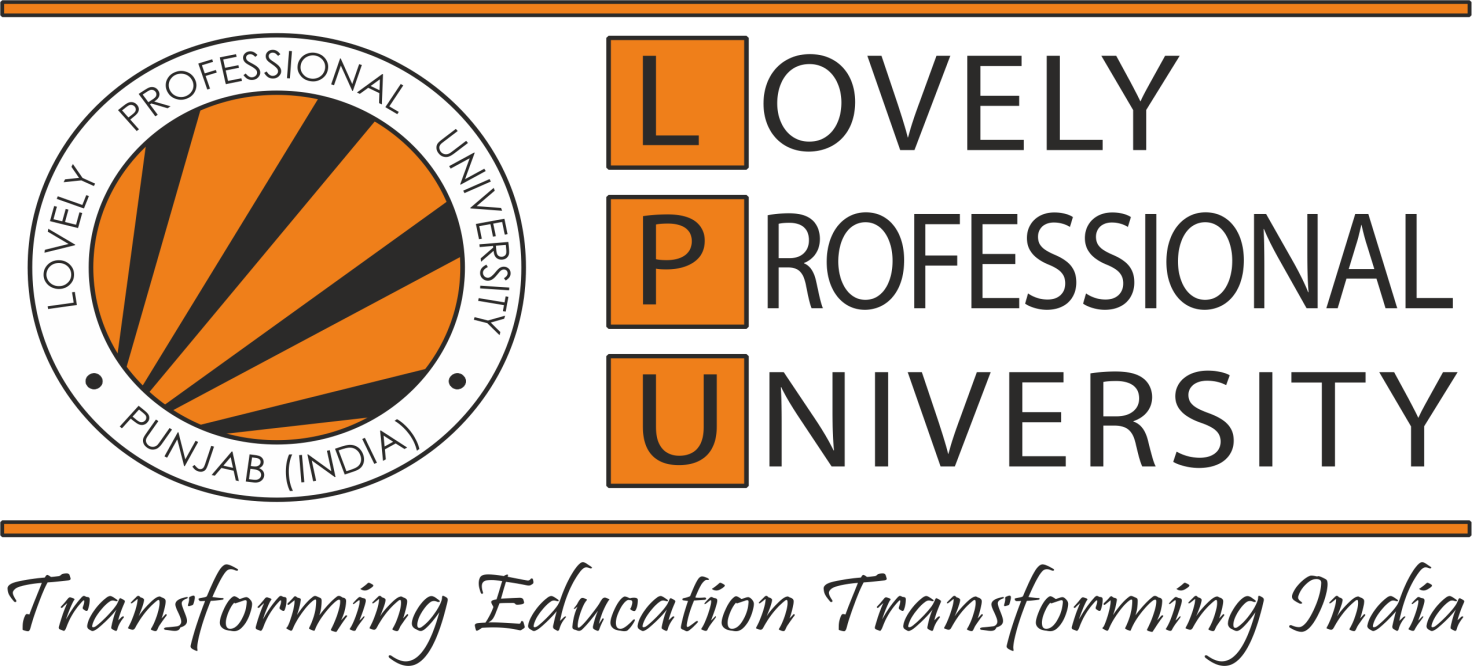 LOVELY PROFESSIONAL UNIVERSITY
• PUNJAB (INDIA) •
LOVELY
PROFESSIONAL
UNIVERSITY
Transforming Education Transforming India